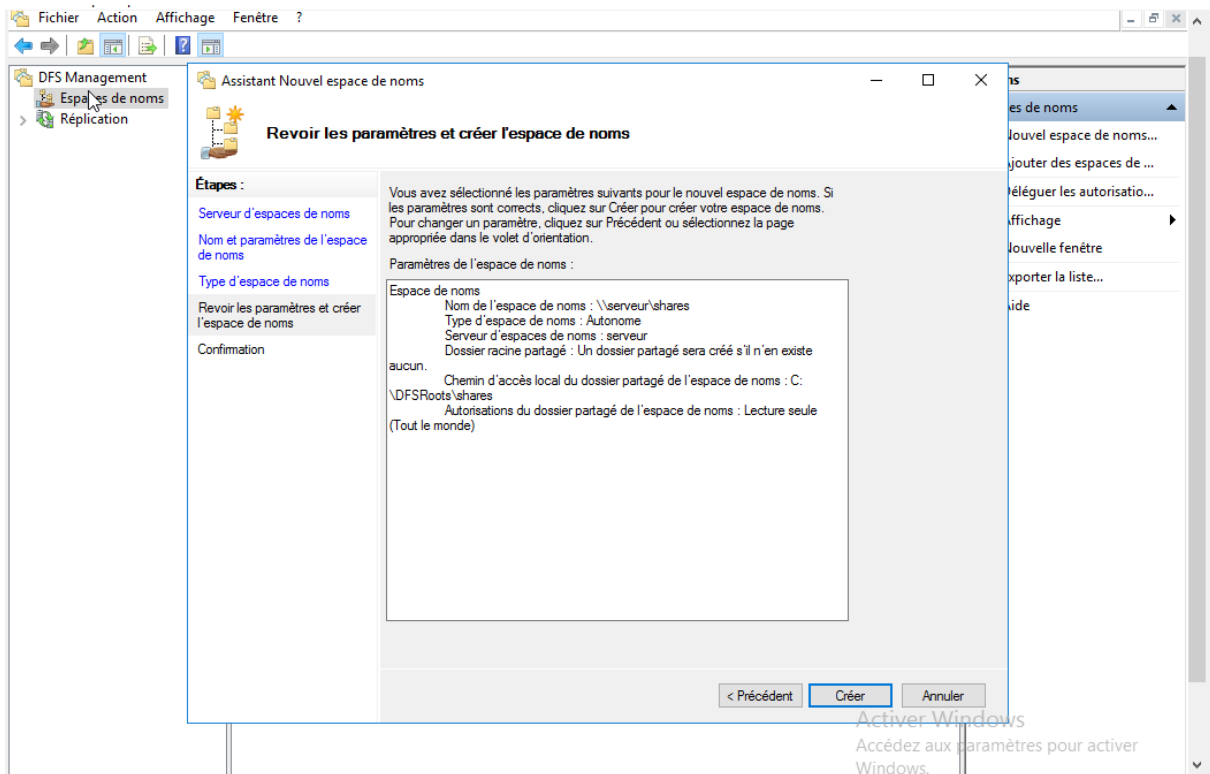 Fichier Action Affichage Fenêtre ?
DFS Management
Espaces de noms
Réplication
Assistant Nouvel espace de noms
Revoir les paramètres et créer l'espace de noms
Étapes :
Serveur d'espaces de noms
Nom et paramètres de l'espace
de noms
Type d'espace de noms
Revoir les paramètres et créer
l'espace de noms
Confirmation
Vous avez sélectionné les paramètres suivants pour le nouvel espace de noms. Si
les paramètres sont corrects, cliquez sur Créer pour créer votre espace de noms.
Pour changer un paramètre, cliquez sur Précédent ou sélectionnez la page
appropriée dans le volet d'orientation.
Paramètres de l'espace de noms :
Espace de noms
Nom de l'espace de noms : \\serveur\shares
Type d'espace de noms : Autonome
Serveur d'espaces de noms : serveur
Dossier racine partagé : Un dossier partagé sera créé s'il n'en existe
aucun.
Chemin d'accès local du dossier partagé de l'espace de noms : C:
\DFSRoots\shares
Autorisations du dossier partagé de l'espace de noms : Lecture seule
(Tout le monde)
< Précédent Créer Annuler
ns
es de noms
Nouvel espace de noms...
Ajouter des espaces de ...
Déléguer les autorisatio...
Affichage
Nouvelle fenêtre
Exporter la liste...
Aide
Activer Windows
Accédez aux paramètres pour activer
Windows.